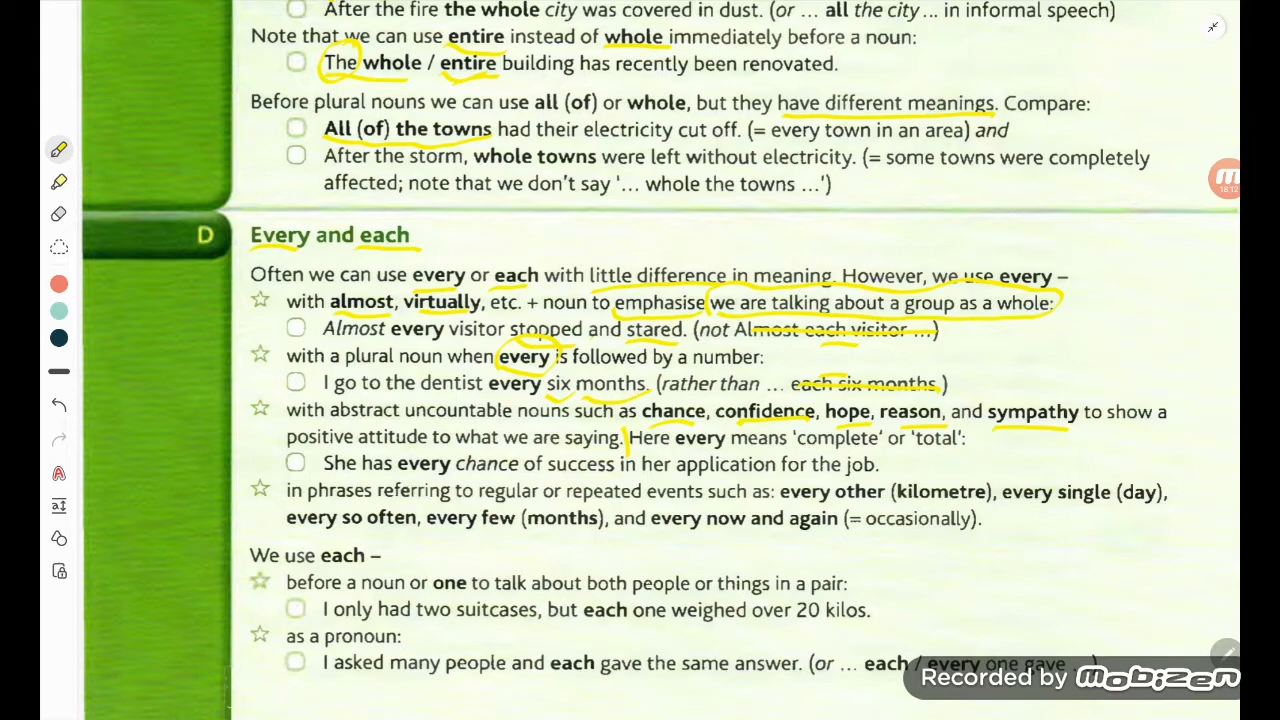 After the fire the whole city was covered in dust. (or … all the city … in informal speech)
Note that we can use entire instead of whole immediately before a noun:
The whole / entire building has recently been renovated.
Before plural nouns we can use all (of) or whole, but they have different meanings. Compare:
All (of) the towns had their electricity cut off. (= every town in an area) and
After the storm, whole towns were left without electricity. (= some towns were completely
affected; note that we don't say '… whole the towns …')
18:12
D
Every and each
Often we can use every or each with little difference in meaning. However, we use every –
with almost, virtually, etc. + noun to emphasise we are talking about a group as a whole:
Almost every visitor stopped and stared. (not Almost each visitor …)
with a plural noun when every is followed by a number:
I go to the dentist every six months. (rather than … each six months.)
with abstract uncountable nouns such as chance, confidence, hope, reason, and sympathy to show a
positive attitude to what we are saying. Here every means 'complete' or 'total':
She has every chance of success in her application for the job.
in phrases referring to regular or repeated events such as: every other (kilometre), every single (day),
every so often, every few (months), and every now and again (= occasionally).
We use each –
before a noun or one to talk about both people or things in a pair:
I only had two suitcases, but each one weighed over 20 kilos.
as a pronoun:
I asked many people and each gave the same answer. (or … each / every one gave …)
Recorded by mobizen